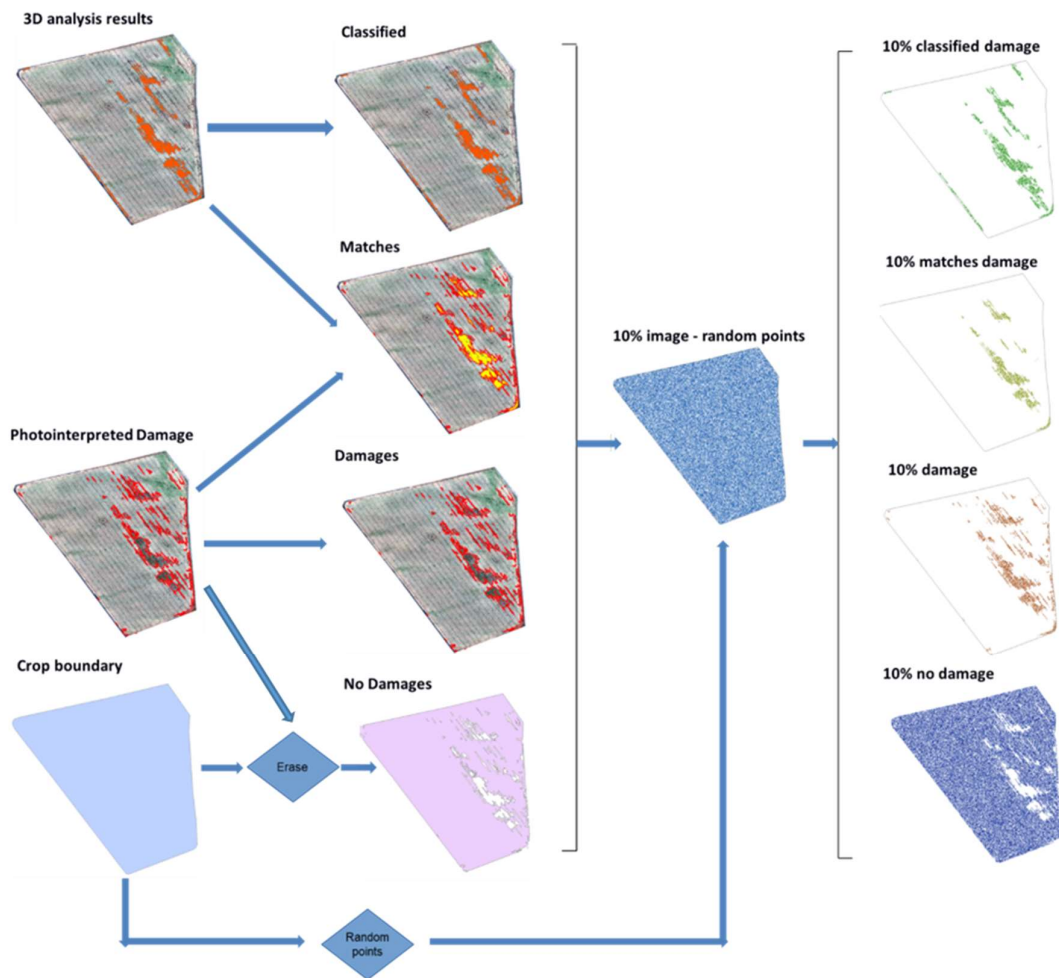 3D analysis results
Classified
10% classified damage
Matches
10% matches damage
10% image - random points
Photointerpreted Damage
Damages
10% damage
Crop boundary
No Damages
10% no damage
Erase
Random
points